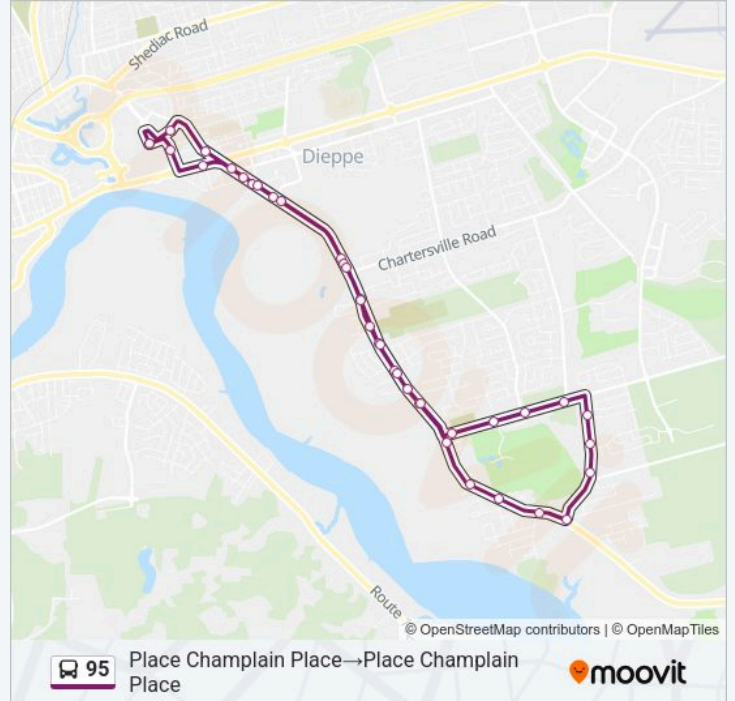 Shediac Road
Dieppe
Chartersville Road
Route
© OpenStreetMap contributors | © OpenMapTiles
95
Place Champlain Place→Place Champlain
Place
moovit